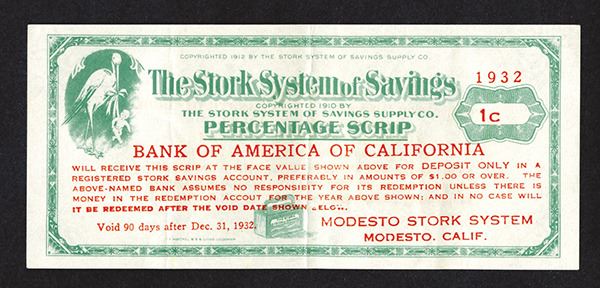 COPYRIGHTED 1912 BY THE STORK SYSTEM OF SAVINGS SUPPLY CO.
The Stork System of Savings
1932
COPYRIGHTED 1910 BY
THE STORK SYSTEM OF SAVINGS SUPPLY CO.
1c
PERCENTAGE SCRIP
BANK OF AMERICA OF CALIFORNIA
WILL RECEIVE THIS SCRIP AT THE FACE VALUE SHOWN ABOVE FOR DEPOSIT ONLY IN A
REGISTERED STORK SAVINGS ACCOUNT, PREFERABLY IN AMOUNTS OF $1.00 OR OVER. THE
ABOVE-NAMED BANK ASSUMES NO RESPONSIBIFY FOR ITS REDEMPTION UNLESS THERE IS
MONEY IN THE REDEMPTION ACCOUT FOR THE YEAR ABOVE SHOWN; AND IN NO CASE WILL
IT BE REDEEMED AFTER THE VOID DATE SHOWN BELOW.
Void 90 days after Dec. 31, 1932.
MODESTO STORK SYSTEM
MODESTO, CALIF.